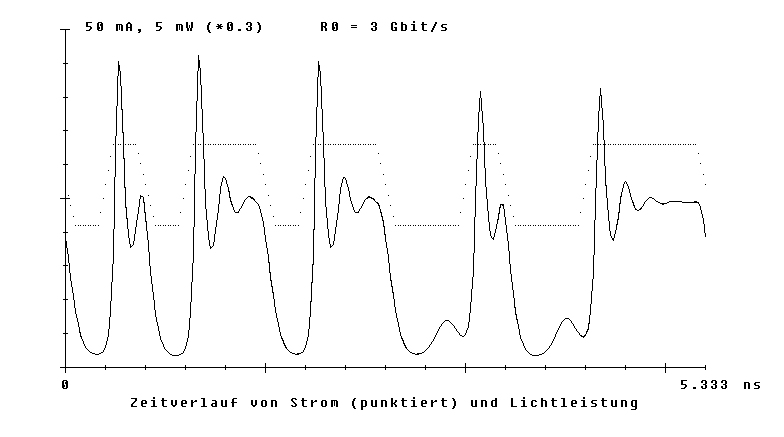 50 mA, 5 mW (*0.3) R0 = 3 Gbit/s
0 5.333 ns
Zeitverlauf von Strom (punktiert) und Lichtleistung